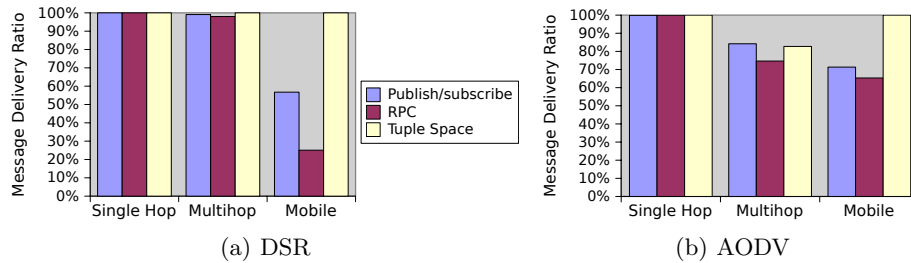 Message Delivery Ratio
100%
90%
80%
70%
60%
50%
40%
30%
20%
10%
0%
Single Hop Multihop Mobile
(a) DSR
Publish/subscribe
RPC
Tuple Space
Message Delivery Ratio
100%
90%
80%
70%
60%
50%
40%
30%
20%
10%
0%
Single Hop Multihop Mobile
(b) AODV